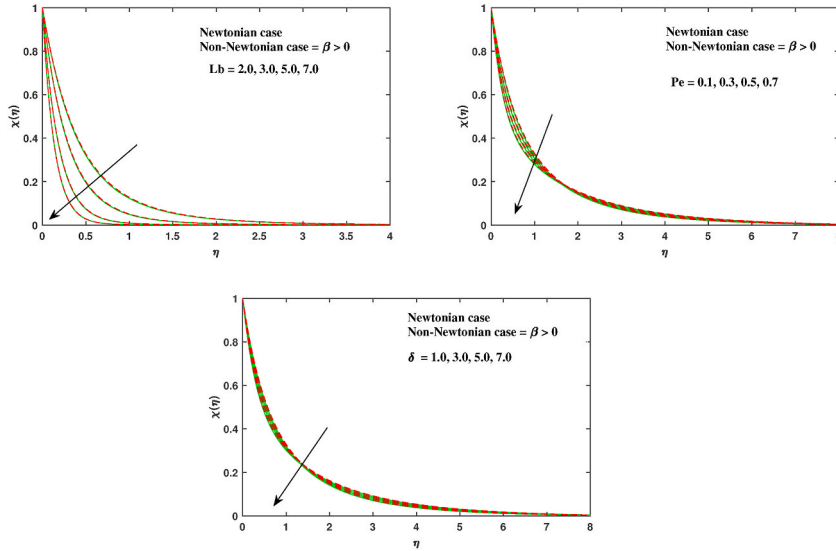 Newtonian case
Non-Newtonian case = β > 0
Lb = 2.0, 3.0, 5.0, 7.0
χ(η)
1
0.8
0.6
0.4
0.2
0
0 0.5 1 1.5 2 2.5 3 3.5 4
η
Newtonian case
Non-Newtonian case = β > 0
Pe = 0.1, 0.3, 0.5, 0.7
χ(η)
1
0.8
0.6
0.4
0.2
0
0 1 2 3 4 5 6 7
η
Newtonian case
Non-Newtonian case = β > 0
δ = 1.0, 3.0, 5.0, 7.0
χ(η)
1
0.8
0.6
0.4
0.2
0
0 1 2 3 4 5 6 7 8
η